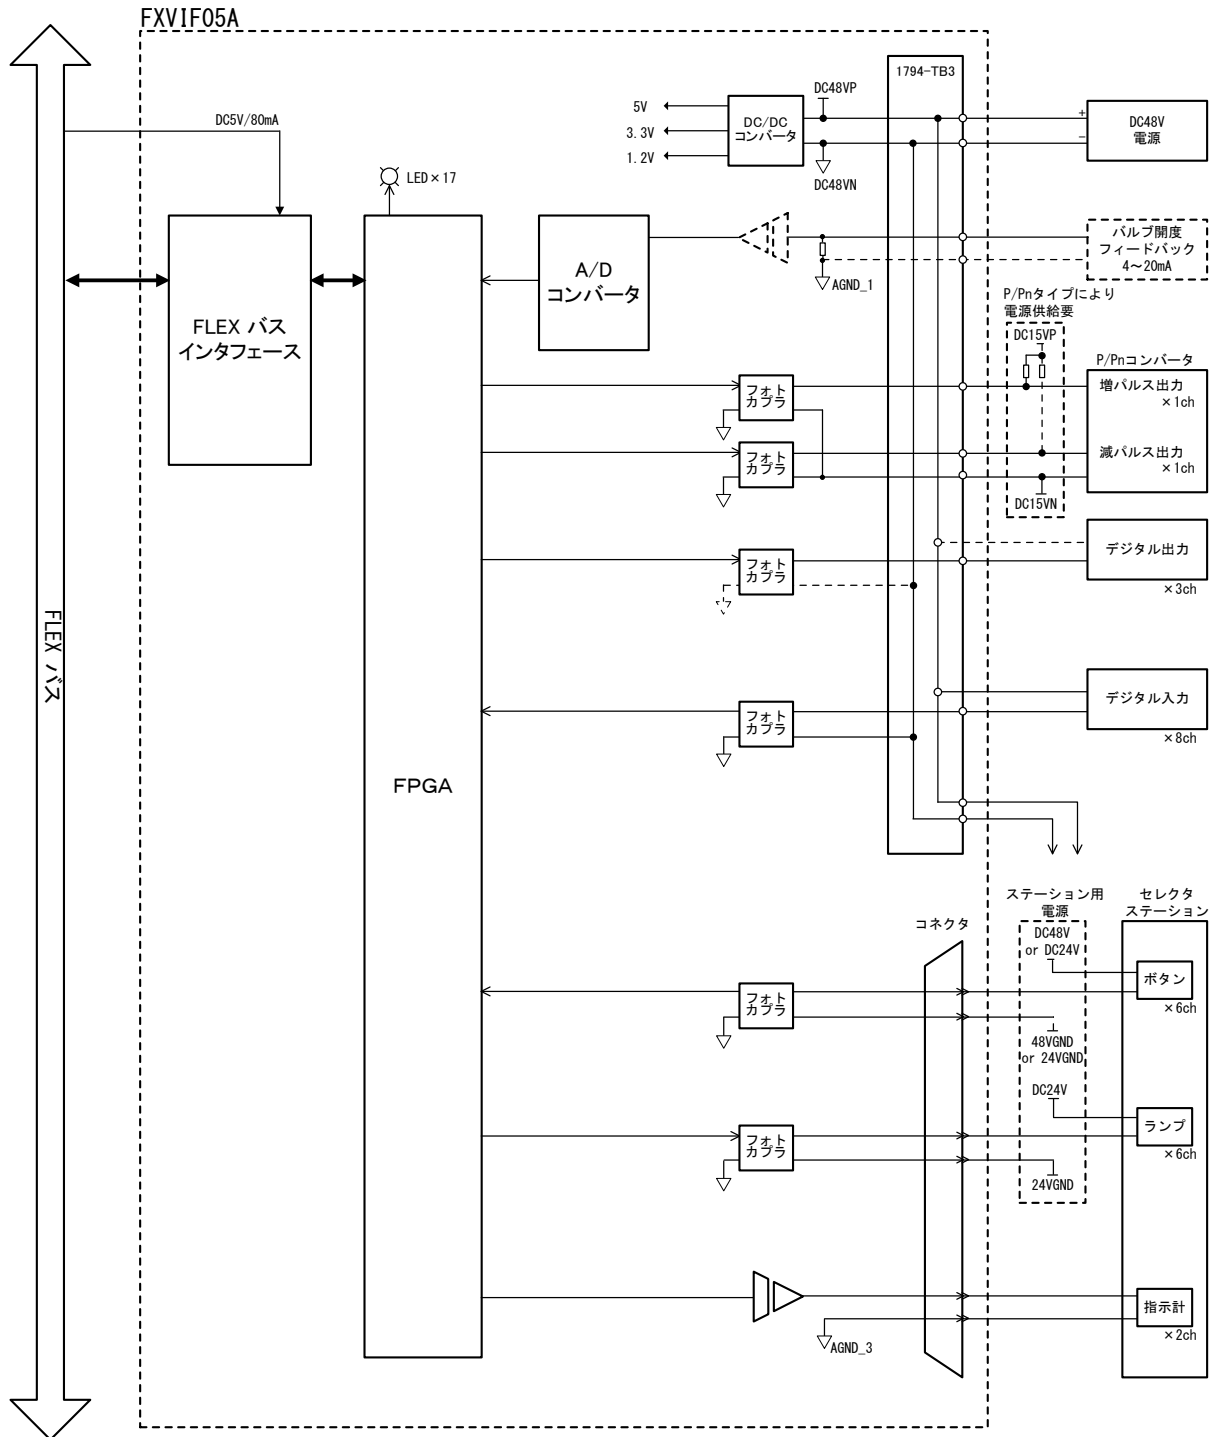 FXVIF05A
1794-TB3
DC48VP
5V
3.3V
1.2V
DC/DC
コンバータ
DC48V
電源
+
-
DC48VN
DC5V/80mA
LED×17
FLEX バス
インタフェース
A/D
コンバータ
バルブ開度
フィードバック
4～20mA
AGND_1
P/Pnタイプにより
電源供給要
DC15VP
P/Pnコンバータ
フォト
カプラ
増パルス出力
×1ch
フォト
カプラ
減パルス出力
×1ch
DC15VN
フォト
カプラ
デジタル出力
×3ch
FLEX バス
フォト
カプラ
デジタル入力
×8ch
FPGA
コネクタ
ステーション用
電源
セレクタ
ステーション
DC48V
or DC24V
フォト
カプラ
ボタン
×6ch
48VGND
or 24VGND
DC24V
フォト
カプラ
ランプ
×6ch
24VGND
指示計
×2ch
AGND_3